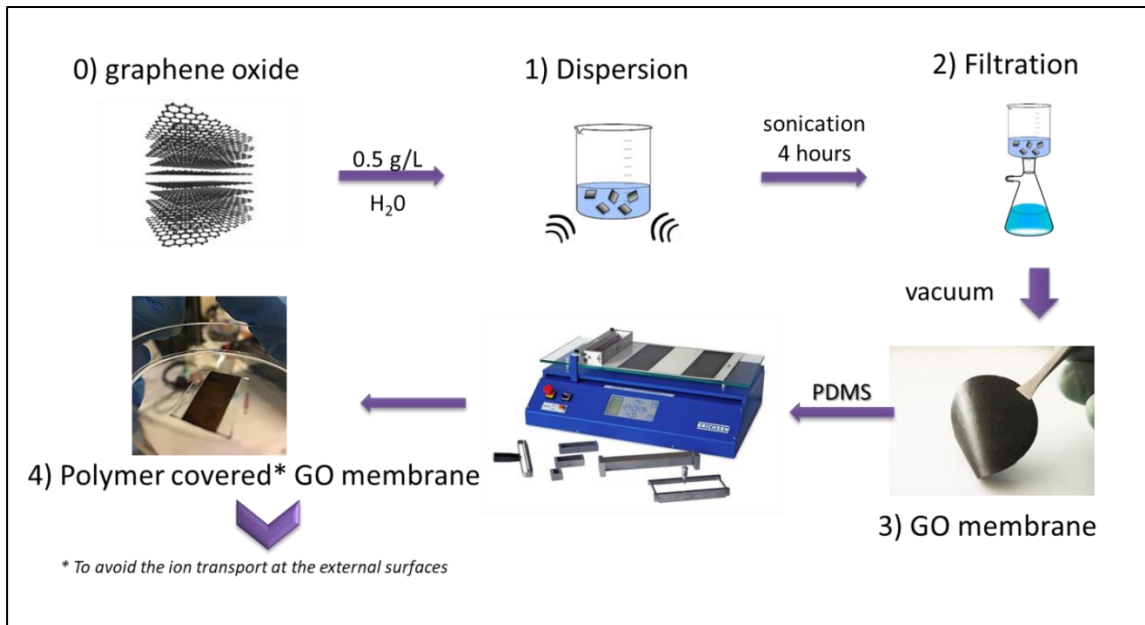 0) graphene oxide
1) Dispersion
2) Filtration
0.5 g/L
H₂0
sonication
4 hours
vacuum
PDMS
ERICHSEN
4) Polymer covered* GO membrane
3) GO membrane
* To avoid the ion transport at the external surfaces